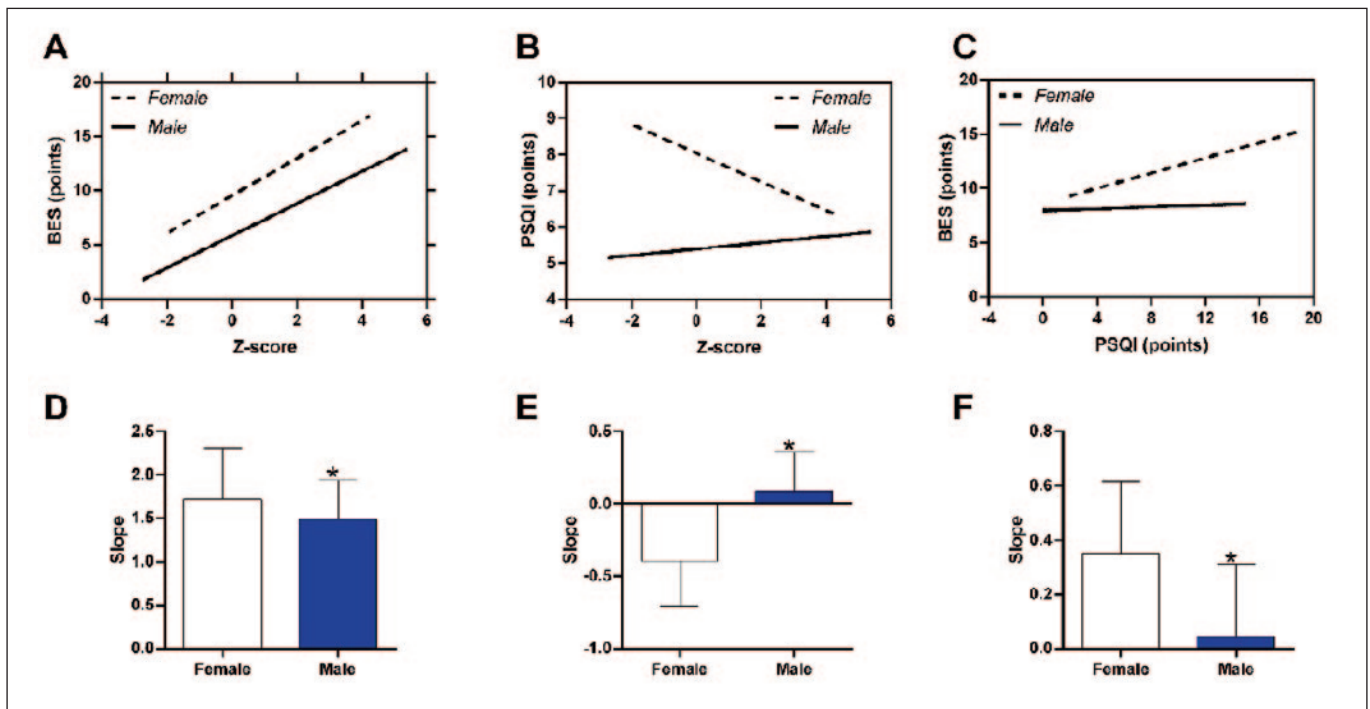 A
BES (points)
20
15
10
5
0
-4
-2
0
2
4
6
Z-score
Female
Male
B
PSQI (points)
10
9
8
7
6
5
4
-4
-2
0
2
4
6
Z-score
Female
Male
C
BES (points)
20
15
10
5
0
-4
0
4
8
12
16
20
PSQI (points)
Female
Male
D
Slope
2.5
2.0
1.5
1.0
0.5
0.0
*
Female
Male
E
Slope
0.5
0.0
-0.5
-1.0
*
Female
Male
F
Slope
0.8
0.6
0.4
0.2
0.0
*
Female
Male